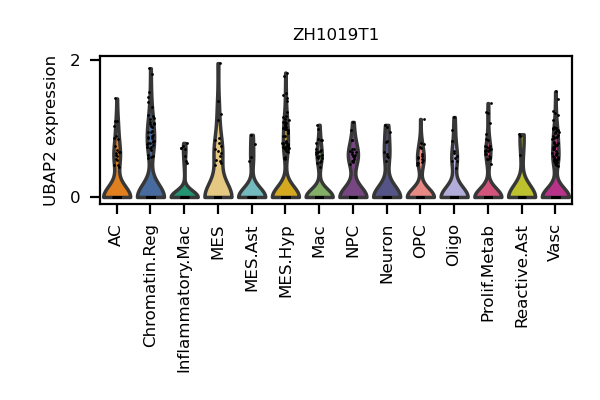 ZH1019T1
UBAP2 expression
2
0
AC
Chromatin.Reg
Inflammatory.Mac
MES
MES.Ast
MES.Hyp
Mac
NPC
Neuron
OPC
Oligo
Prolif.Metab
Reactive.Ast
Vasc